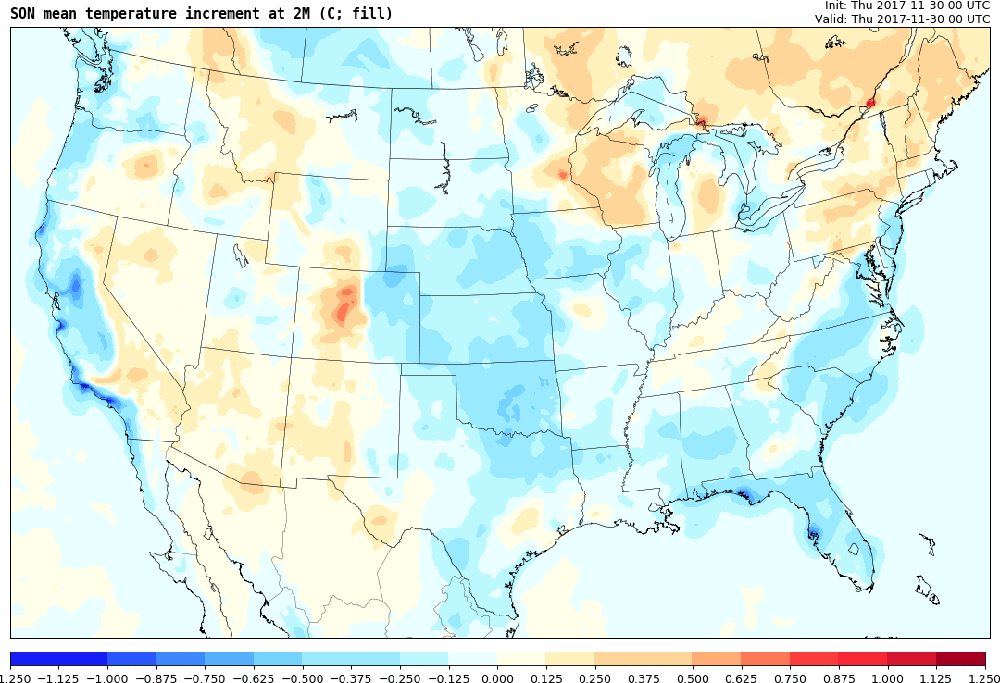 SON mean temperature increment at 2M (C; fill)
Init: Thu 2017-11-30 00 UTC
Valid: Thu 2017-11-30 00 UTC
1.250 −1.125 −1.000 −0.875 −0.750 −0.625 −0.500 −0.375 −0.250 −0.125 0.000 0.125 0.250 0.375 0.500 0.625 0.750 0.875 1.000 1.125 1.250